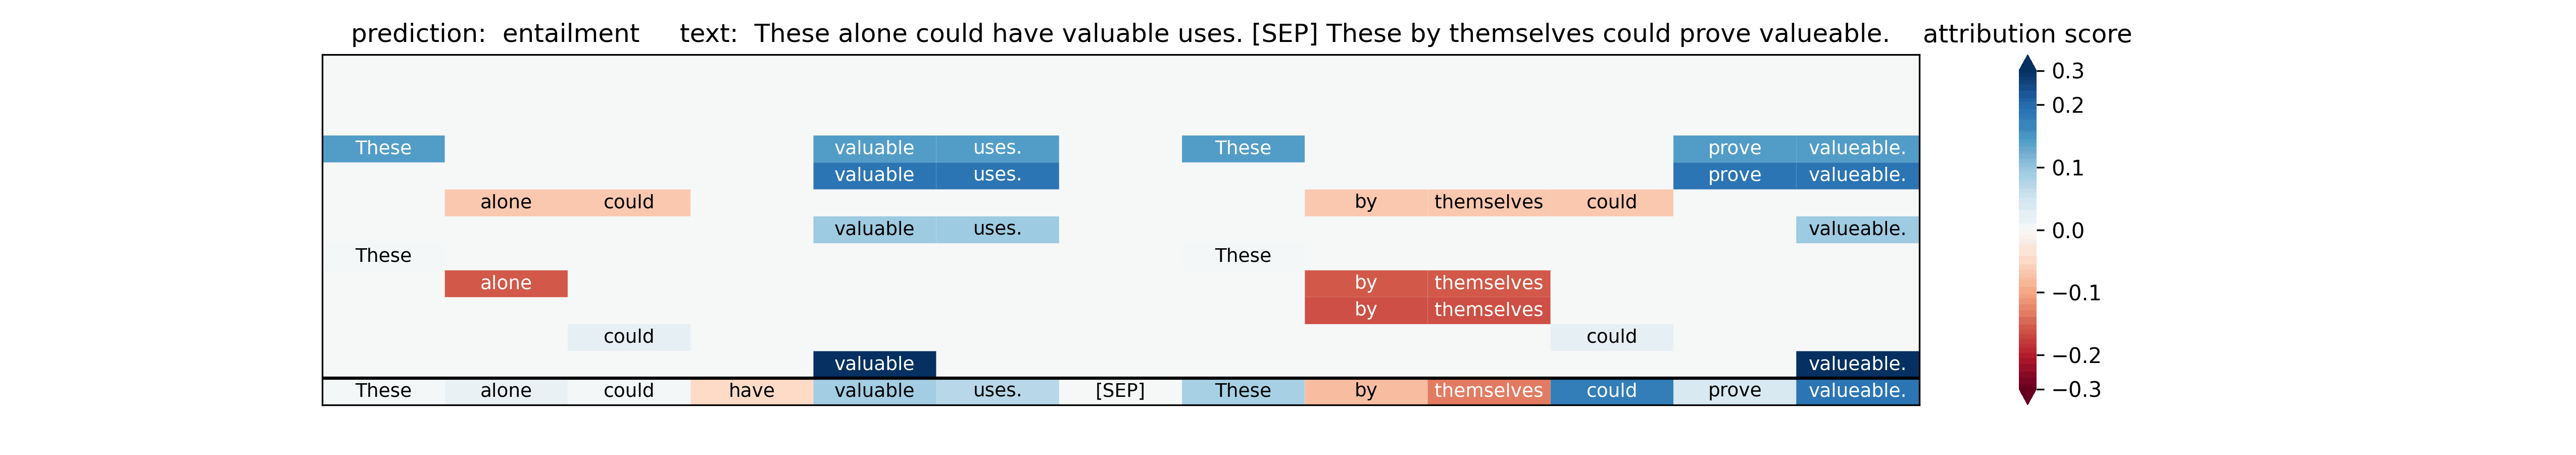 prediction:  entailment     text:  These alone could have valuable uses. [SEP] These by themselves could prove valueable.    attribution score
0.3
0.2
These valuable uses. These prove valueable.
0.1
valuable uses. prove valueable.
alone could by themselves could
valuable uses. valueable.
0.0
These These
alone by themselves
−0.1
by themselves
could could
−0.2
valuable valueable.
These alone could have valuable uses. [SEP] These by themselves could prove valueable.
−0.3